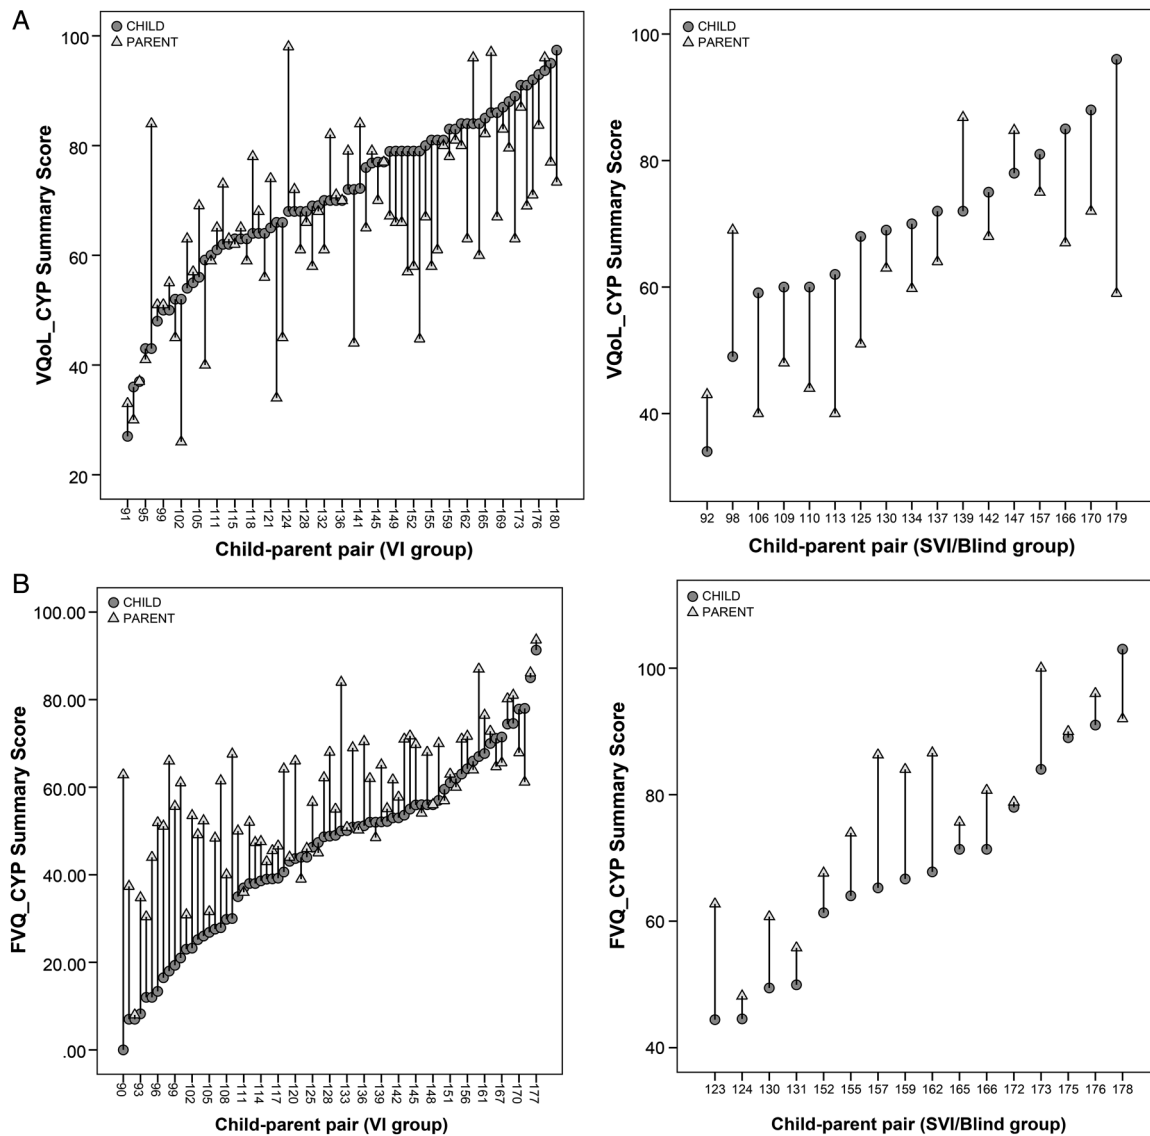 A
CHILD
PARENT
100
80
60
40
20
VQoL_CYP Summary Score
91 95 99 102 105 111 115 118 121 124 128 132 136 141 145 149 152 155 159 162 165 169 173 176 180
Child-parent pair (VI group)
CHILD
PARENT
100
80
60
40
VQoL_CYP Summary Score
92 98 106 109 110 113 125 130 134 137 139 142 147 157 166 170 179
Child-parent pair (SVI/Blind group)
B
CHILD
PARENT
100.00
80.00
60.00
40.00
20.00
.00
FVQ_CYP Summary Score
90 93 96 99 102 105 108 111 114 117 120 125 128 133 136 139 142 145 148 151 156 161 167 170 177
Child-parent pair (VI group)
CHILD
PARENT
100
80
60
40
FVQ_CYP Summary Score
123 124 130 131 152 155 157 159 162 165 166 172 173 175 176 178
Child-parent pair (SVI/Blind group)